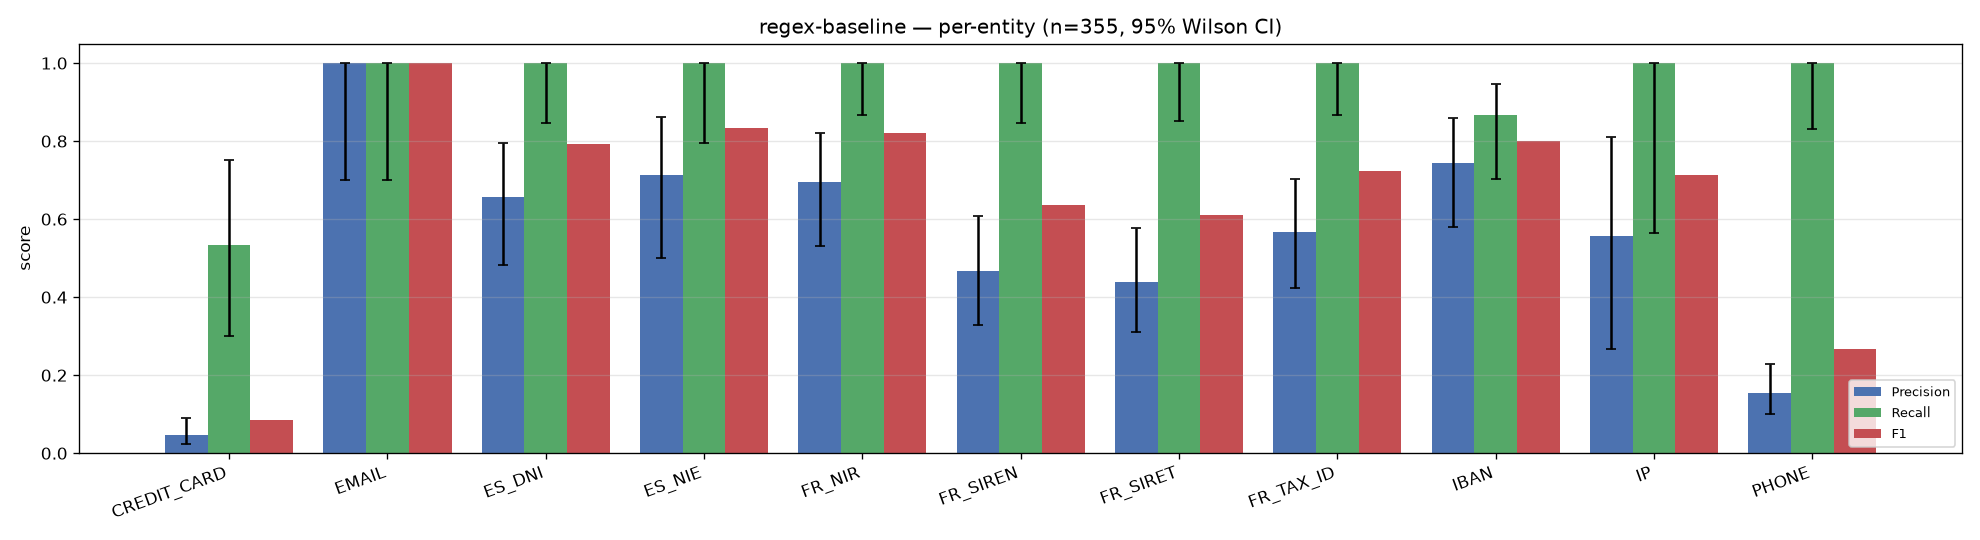 regex-baseline — per-entity (n=355, 95% Wilson CI)
score
1.0
0.8
0.6
0.4
0.2
0.0
CREDIT_CARD
EMAIL
ES_DNI
ES_NIE
FR_NIR
FR_SIREN
FR_SIRET
FR_TAX_ID
IBAN
IP
PHONE
Precision
Recall
F1